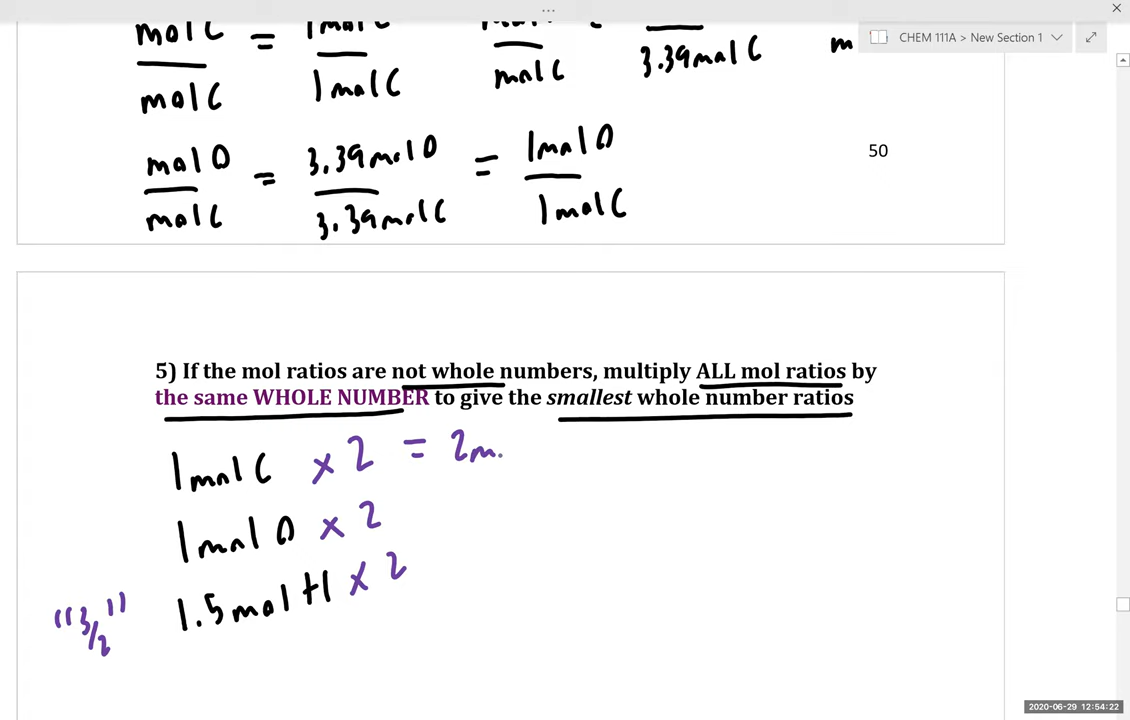 CHEM 111A > New Section 1
mol C = 1 mol C
mol C 1 mol C mol C 3.39 mol C m
mol O = 3.39 mol O = 1 mol O
mol C 3.39 mol C 1 mol C
50
5) If the mol ratios are not whole numbers, multiply ALL mol ratios by
the same WHOLE NUMBER to give the smallest whole number ratios
1 mol C × 2 = 2 m
1 mol O × 2
1.5 mol H × 2
"3/2"
2020-06-29 12:54:22